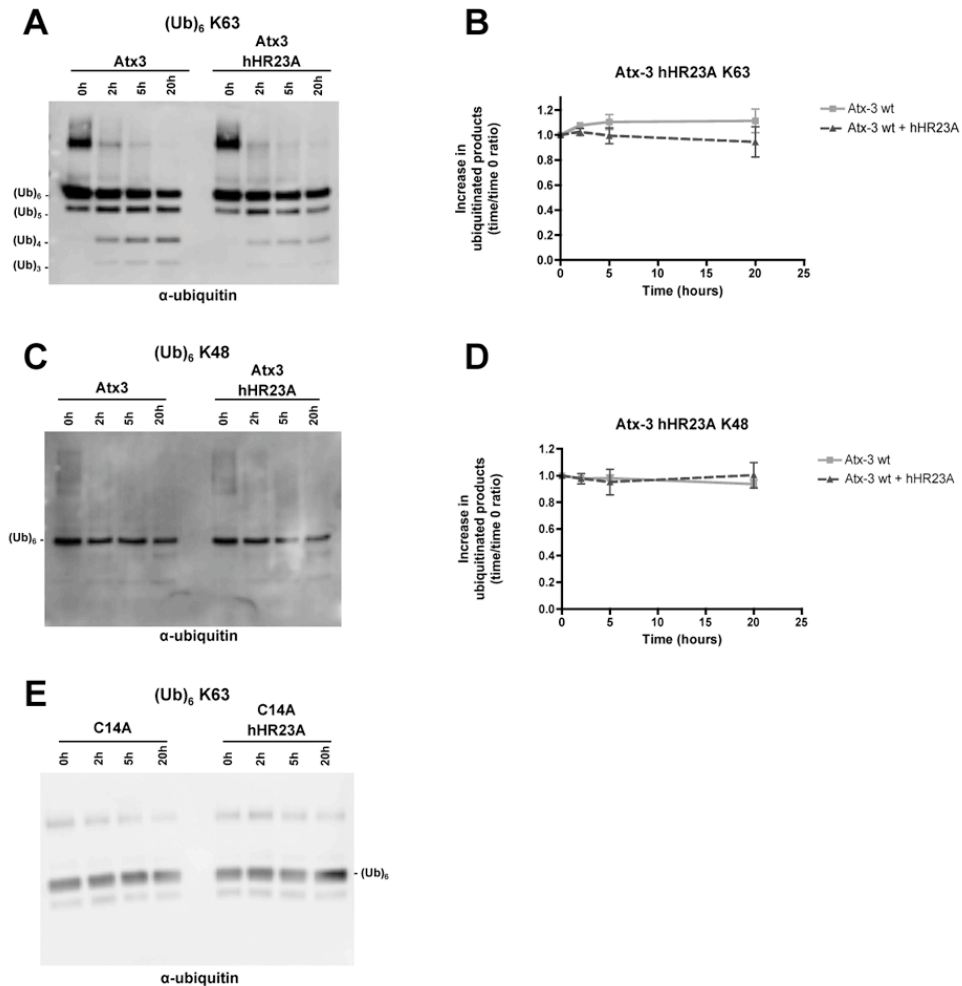 A
(Ub)6 K63
Atx3
Atx3
hHR23A
0h 2h 5h 20h 0h 2h 5h 20h
(Ub)6 -
(Ub)5 -
(Ub)4 -
(Ub)3 -
α-ubiquitin
B
Atx-3 hHR23A K63
Increase in
ubiquitinated products
(time/time 0 ratio)
1.2
1.0
0.8
0.6
0.4
0.2
0.0
0 5 10 15 20 25
Time (hours)
Atx-3 wt
Atx-3 wt + hHR23A
C
(Ub)6 K48
Atx3
Atx3
hHR23A
0h 2h 5h 20h 0h 2h 5h 20h
(Ub)6 -
α-ubiquitin
D
Atx-3 hHR23A K48
Increase in
ubiquitinated products
(time/time 0 ratio)
1.2
1.0
0.8
0.6
0.4
0.2
0.0
0 5 10 15 20 25
Time (hours)
Atx-3 wt
Atx-3 wt + hHR23A
E
(Ub)6 K63
C14A
C14A
hHR23A
0h 2h 5h 20h 0h 2h 5h 20h
- (Ub)6
α-ubiquitin